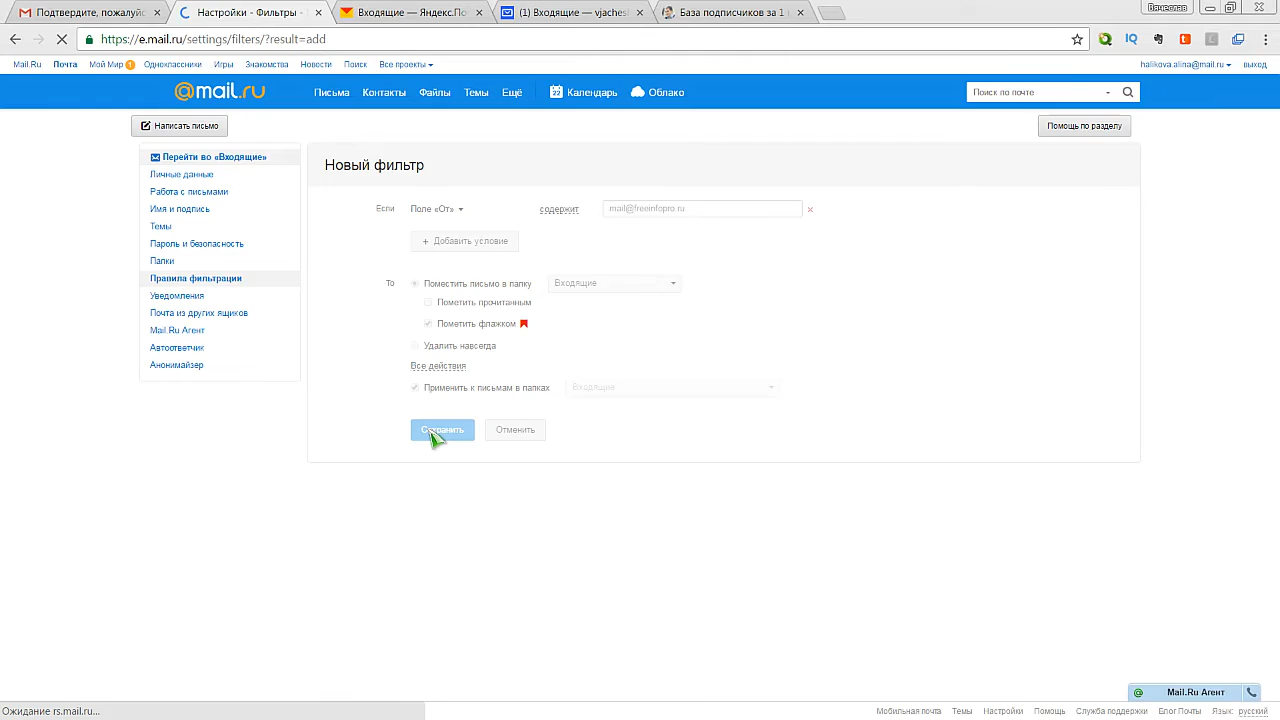 Подтвердите, пожалуйс
Настройки - Фильтры -
Входящие — Яндекс.По
(1) Входящие — vjaches
База подписчиков за 1
Вячеслав
https://e.mail.ru/settings/filters/?result=add
Mail.Ru Почта Мой Мир 1 Одноклассники Игры Знакомства Новости Поиск Все проекты
halikova.alina@mail.ru выход
@mail.ru
Письма Контакты Файлы Темы Ещё
22 Календарь Облако
Поиск по почте
Написать письмо
Помощь по разделу
Перейти во «Входящие»
Личные данные
Работа с письмами
Имя и подпись
Темы
Пароль и безопасность
Папки
Правила фильтрации
Уведомления
Почта из других ящиков
Mail.Ru Агент
Автоответчик
Анонимайзер
Новый фильтр
Если Поле «От» содержит mail@freeinfopro.ru
+ Добавить условие
То Поместить письмо в папку Входящие
Пометить прочитанным
Пометить флажком
Удалить навсегда
Все действия
Применить к письмам в папках Входящие
Сохранить Отменить
@ Mail.Ru Агент
Ожидание rs.mail.ru...
Мобильная почта Темы Настройки Помощь Служба поддержки Блог Почты Язык: русский